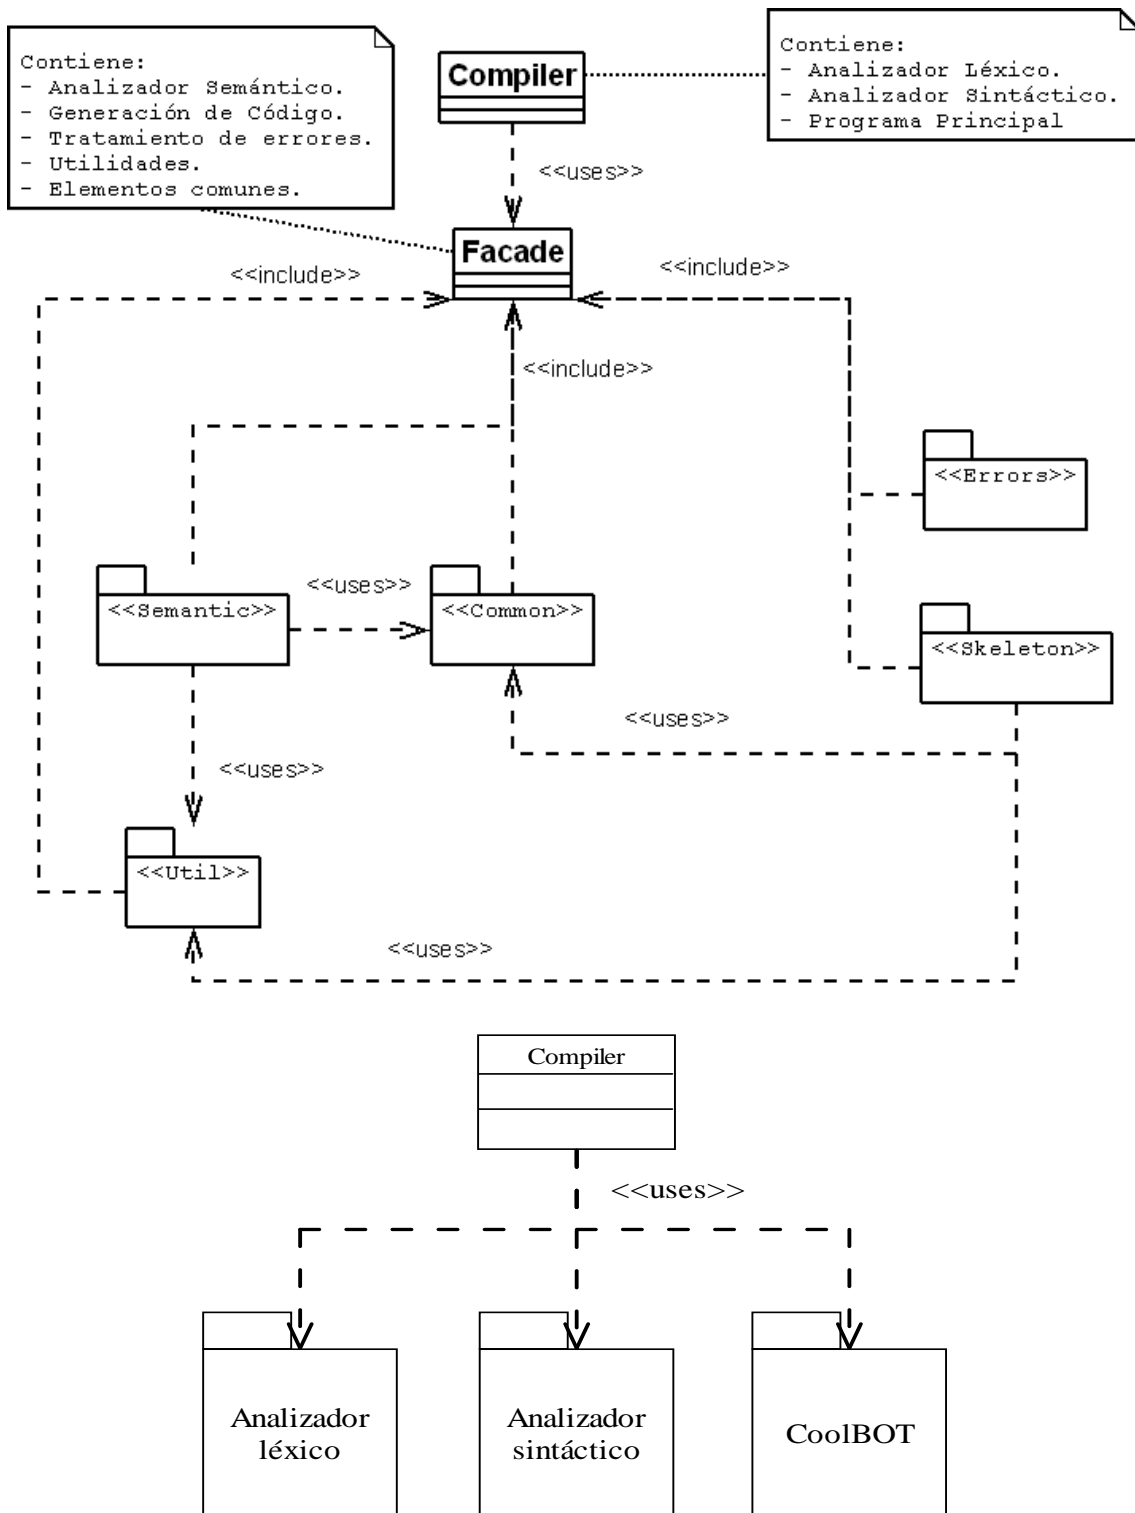 Contiene:
- Analizador Semántico.
- Generación de Código.
- Tratamiento de errores.
- Utilidades.
- Elementos comunes.
Compiler
Contiene:
- Analizador Léxico.
- Analizador Sintáctico.
- Programa Principal
<<uses>>
Facade
<<include>>
<<include>>
<<include>>
<<Errors>>
<<Semantic>>
<<uses>>
<<Common>>
<<Skeleton>>
<<uses>>
<<uses>>
<<Util>>
<<uses>>
Compiler
<<uses>>
Analizador
léxico
Analizador
sintáctico
CoolBOT